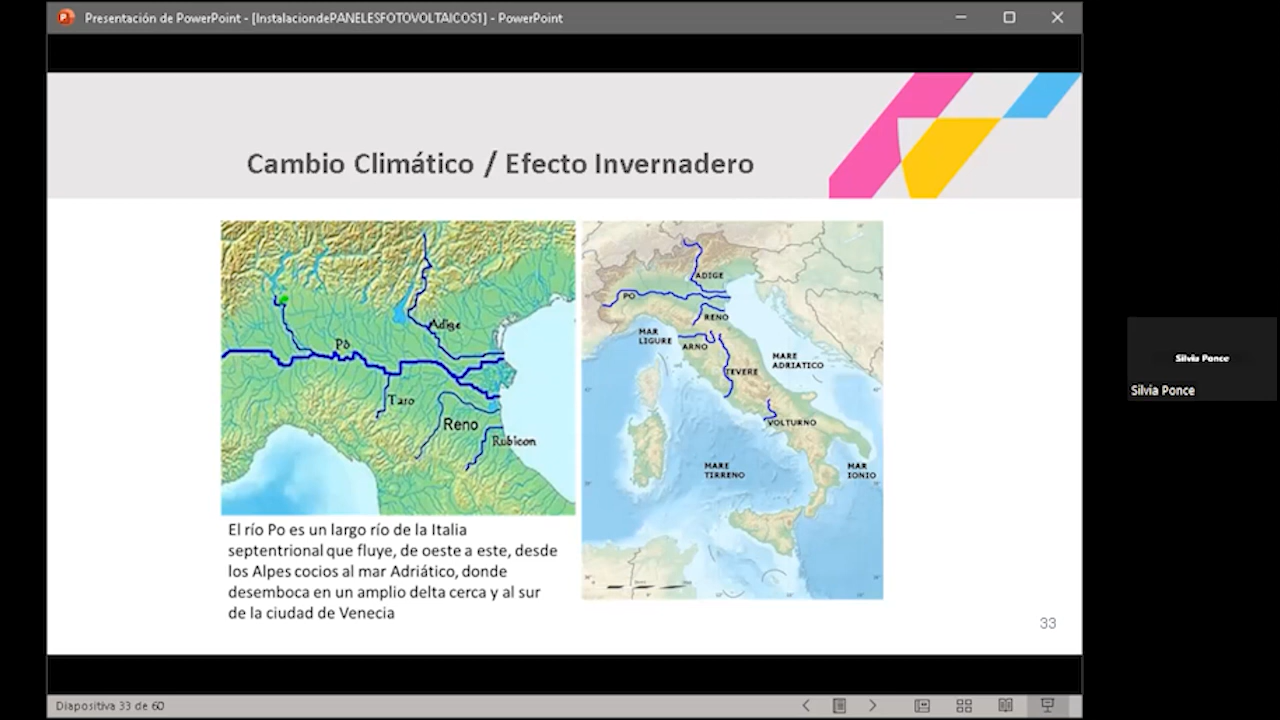 Presentación de PowerPoint - [InstalaciondePANELESFOTOVOLTAICOS1] - PowerPoint
Cambio Climático / Efecto Invernadero
Adige
Pò
Taro
Reno
Rubicon
ADIGE
PO
RENO
MAR
LIGURE
ARNO
MARE
ADRIATICO
TEVERE
VOLTURNO
MARE
TIRRENO
MAR
IONIO
El río Po es un largo río de la Italia
septentrional que fluye, de oeste a este, desde
los Alpes cocios al mar Adriático, donde
desemboca en un amplio delta cerca y al sur
de la ciudad de Venecia
33
Silvia Ponce
Silvia Ponce
Diapositiva 33 de 60